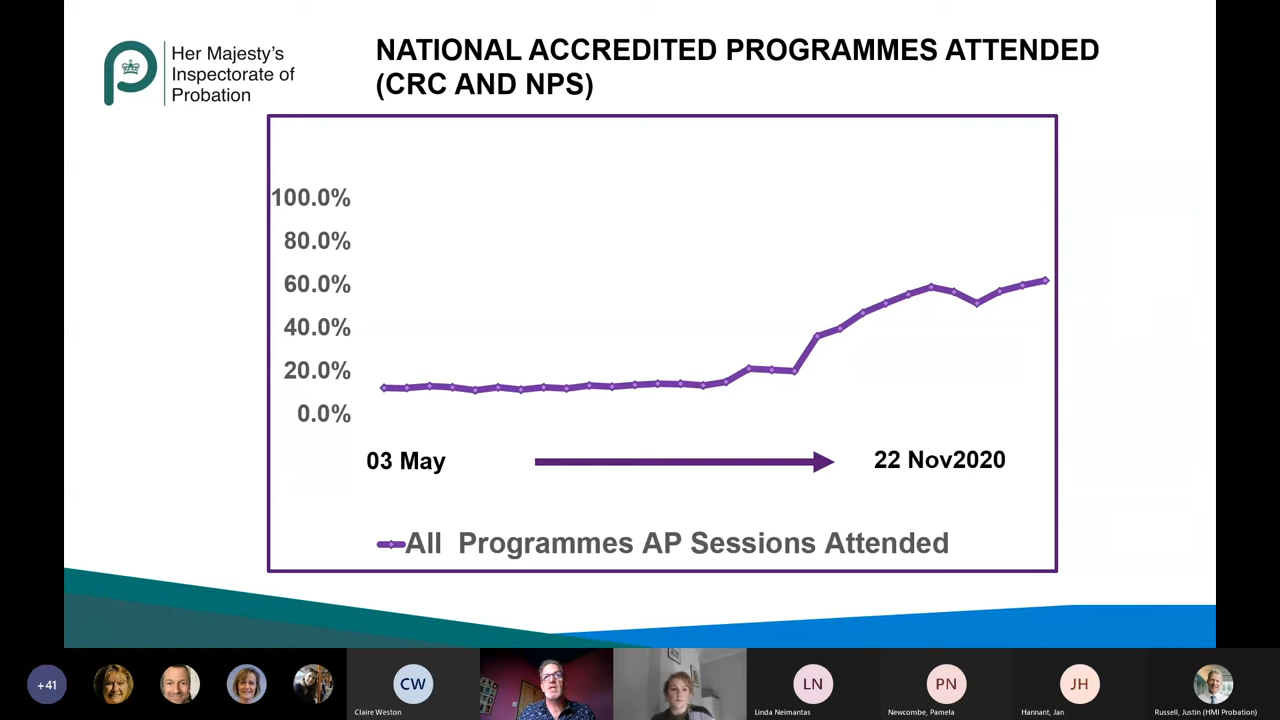 Her Majesty's
Inspectorate of
Probation
NATIONAL ACCREDITED PROGRAMMES ATTENDED
(CRC AND NPS)
100.0%
80.0%
60.0%
40.0%
20.0%
0.0%
03 May
22 Nov2020
All Programmes AP Sessions Attended
+41
CW
Claire Weston
LN
Linda Neimantas
PN
Newcombe, Pamela
JH
Hannant, Jan
Russell, Justin (HMI Probation)